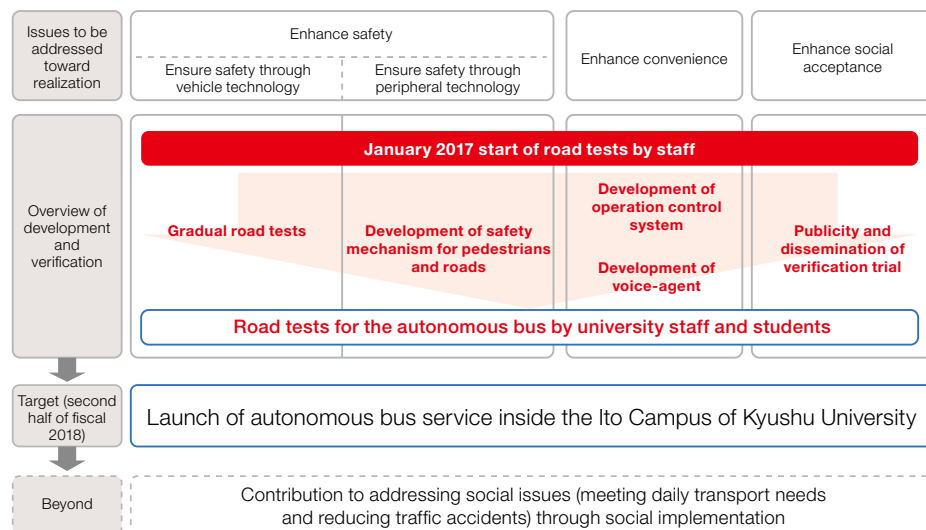 Issues to be
addressed
toward
realization
Enhance safety
Ensure safety through
vehicle technology
Ensure safety through
peripheral technology
Enhance convenience
Enhance social
acceptance
Overview of
development
and
verification
January 2017 start of road tests by staff
Gradual road tests
Development of safety
mechanism for pedestrians
and roads
Development of
operation control
system
Development of
voice-agent
Publicity and
dissemination of
verification trial
Road tests for the autonomous bus by university staff and students
Target (second
half of fiscal
2018)
Launch of autonomous bus service inside the Ito Campus of Kyushu University
Beyond
Contribution to addressing social issues (meeting daily transport needs
and reducing traffic accidents) through social implementation